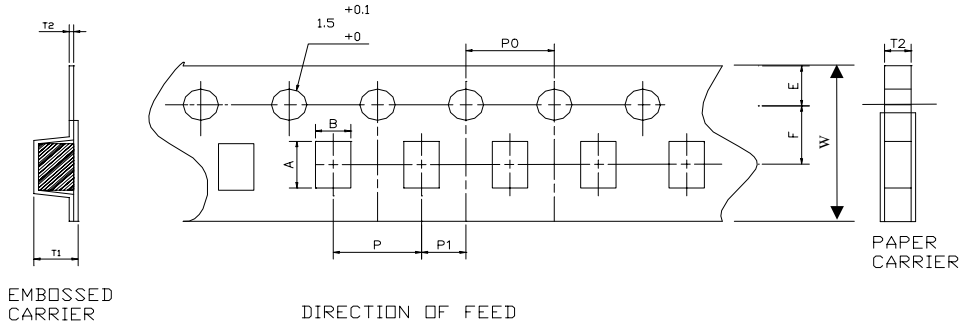 T2
+0.1
1.5
+0
P0
T2
E
B
F
W
A
P
P1
T1
PAPER
CARRIER
EMBOSSED
CARRIER
DIRECTION OF FEED